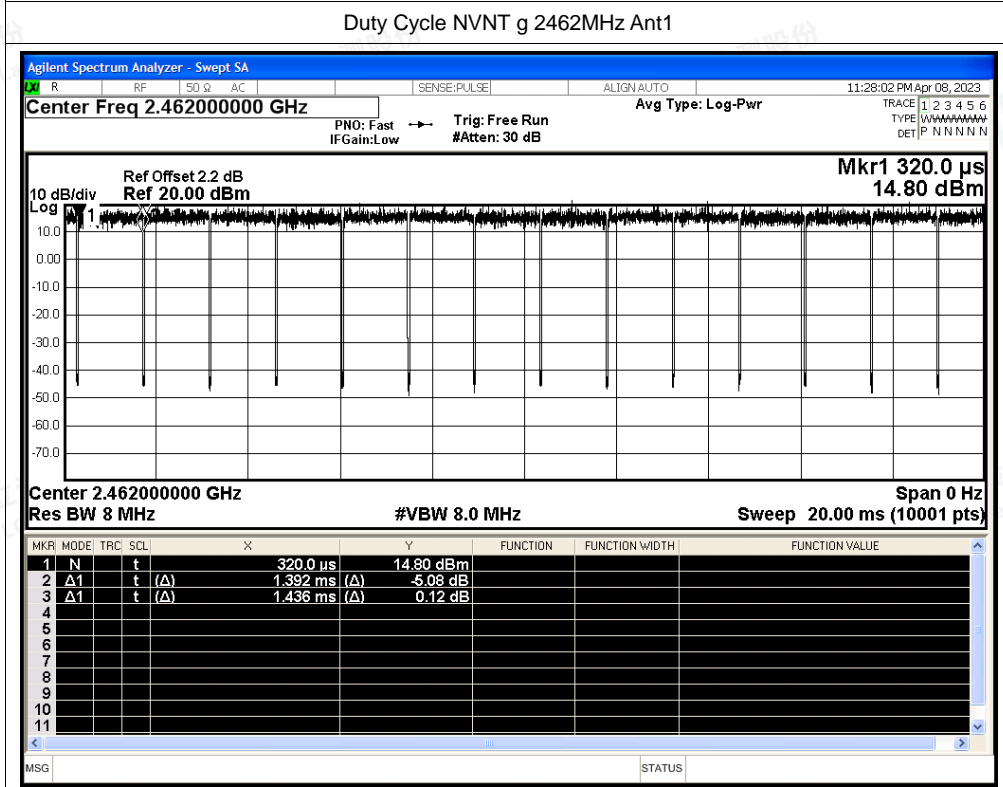 Duty Cycle NVNT g 2462MHz Ant1
Agilent Spectrum Analyzer - Swept SA
LXI R RF 50 Ω AC SENSE:PULSE ALIGN AUTO 11:28:02 PM Apr 08, 2023
Center Freq 2.462000000 GHz Avg Type: Log-Pwr TRACE 1 2 3 4 5 6
PNO: Fast Trig: Free Run TYPE W
IFGain:Low #Atten: 30 dB DET P N N N N N
Mkr1 320.0 µs
Ref Offset 2.2 dB
10 dB/div Ref 20.00 dBm 14.80 dBm
Log
1
10.0
0.00
-10.0
-20.0
-30.0
-40.0
-50.0
-60.0
-70.0
Center 2.462000000 GHz Span 0 Hz
Res BW 8 MHz #VBW 8.0 MHz Sweep 20.00 ms (10001 pts)
MKR MODE TRC SCL X Y FUNCTION FUNCTION WIDTH FUNCTION VALUE
1 N t 320.0 µs 14.80 dBm
2 Δ1 t (Δ) 1.392 ms (Δ) -5.08 dB
3 Δ1 t (Δ) 1.436 ms (Δ) 0.12 dB
4
5
6
7
8
9
10
11
MSG STATUS